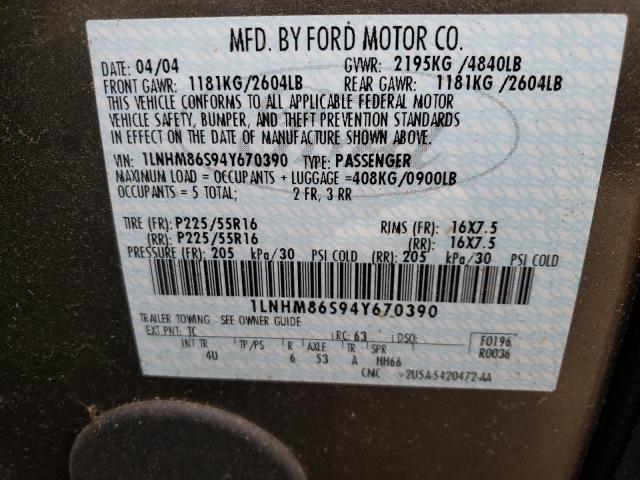 MFD. BY FORD MOTOR CO.
DATE: 04/04 GVWR: 2195KG /4840LB
FRONT GAWR: 1181KG/2604LB REAR GAWR: 1181KG /2604LB
THIS VEHICLE CONFORMS TO ALL APPLICABLE FEDERAL MOTOR
VEHICLE SAFETY, BUMPER, AND THEFT PREVENTION STANDARDS
IN EFFECT ON THE DATE OF MANUFACTURE SHOWN ABOVE.
VIN: 1LNHM86S94Y670390 TYPE: PASSENGER
MAXIMUM LOAD = OCCUPANTS + LUGGAGE =408KG/0900LB
OCCUPANTS = 5 TOTAL; 2 FR, 3 RR
TIRE (FR): P225/55R16 RIMS (FR): 16X7.5
(RR): P225/55R16 (RR): 16X7.5
PRESSURE (FR): 205 kPa/30 PSI COLD (RR): 205 kPa/30 PSI COLD
1LNHM86S94Y670390
TRAILER TOWING - SEE OWNER GUIDE
EXT PNT: TC RC: 63 DSO: F0196
INT TR TP/PS R AXLE TR SPR R0036
4U 6 53 A HH66
CMC 2U5A-5420472-AA